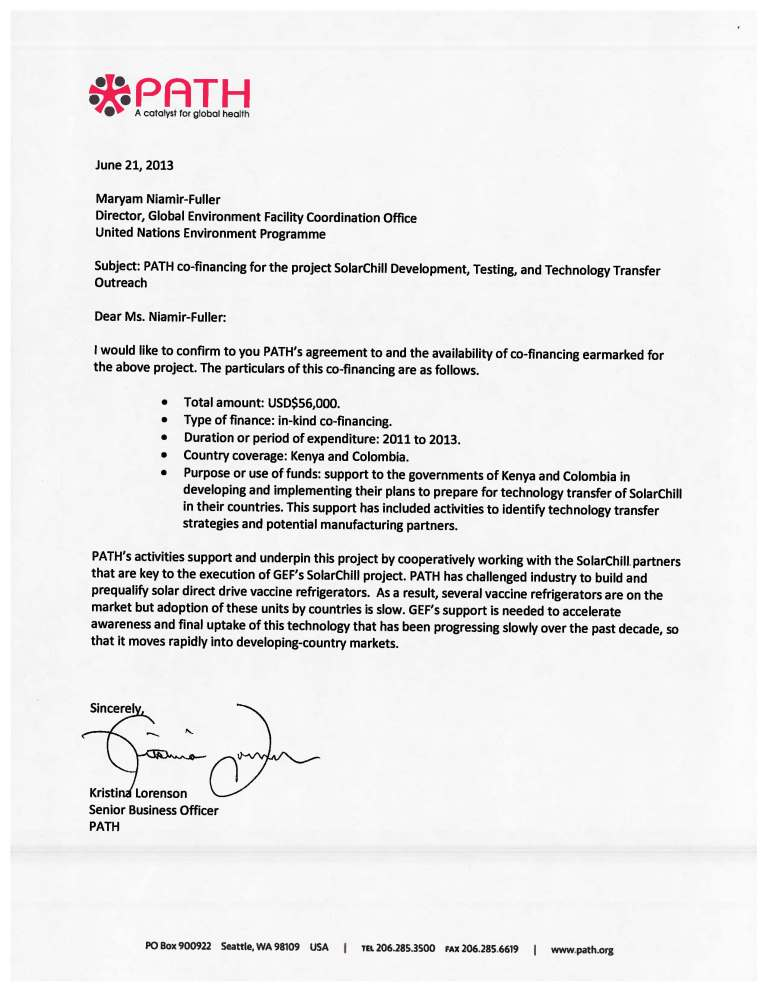 PATH
A catalyst for global health
June 21, 2013
Maryam Niamir-Fuller
Director, Global Environment Facility Coordination Office
United Nations Environment Programme
Subject: PATH co-financing for the project SolarChill Development, Testing, and Technology Transfer
Outreach
Dear Ms. Niamir-Fuller:
I would like to confirm to you PATH's agreement to and the availability of co-financing earmarked for
the above project. The particulars of this co-financing are as follows.
• Total amount: USD$56,000.
• Type of finance: in-kind co-financing.
• Duration or period of expenditure: 2011 to 2013.
• Country coverage: Kenya and Colombia.
• Purpose or use of funds: support to the governments of Kenya and Colombia in
developing and implementing their plans to prepare for technology transfer of SolarChill
in their countries. This support has included activities to identify technology transfer
strategies and potential manufacturing partners.
PATH's activities support and underpin this project by cooperatively working with the SolarChill partners
that are key to the execution of GEF's SolarChill project. PATH has challenged industry to build and
prequalify solar direct drive vaccine refrigerators.  As a result, several vaccine refrigerators are on the
market but adoption of these units by countries is slow. GEF's support is needed to accelerate
awareness and final uptake of this technology that has been progressing slowly over the past decade, so
that it moves rapidly into developing-country markets.
Sincerely,
Kristina Lorenson
Senior Business Officer
PATH
PO Box 900922 Seattle, WA 98109 USA | TEL 206.285.3500 FAX 206.285.6619 | www.path.org